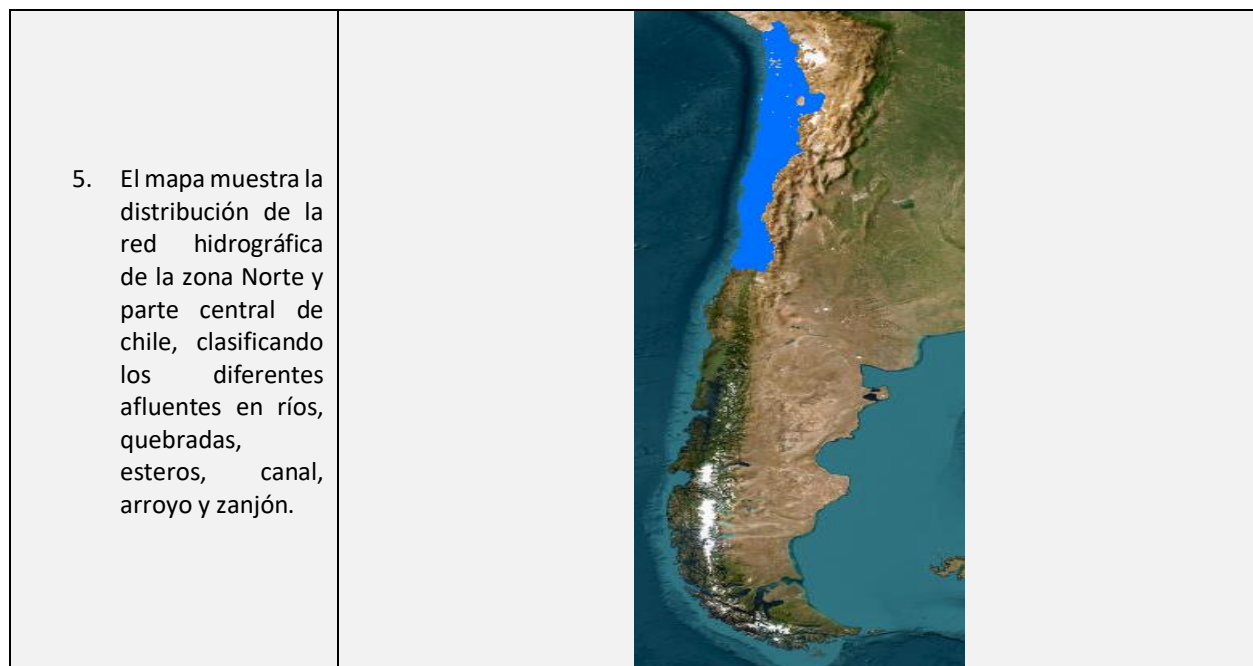 5. El mapa muestra la
distribución de la
red hidrográfica
de la zona Norte y
parte central de
chile, clasificando
los diferentes
afluentes en ríos,
quebradas,
esteros, canal,
arroyo y zanjón.